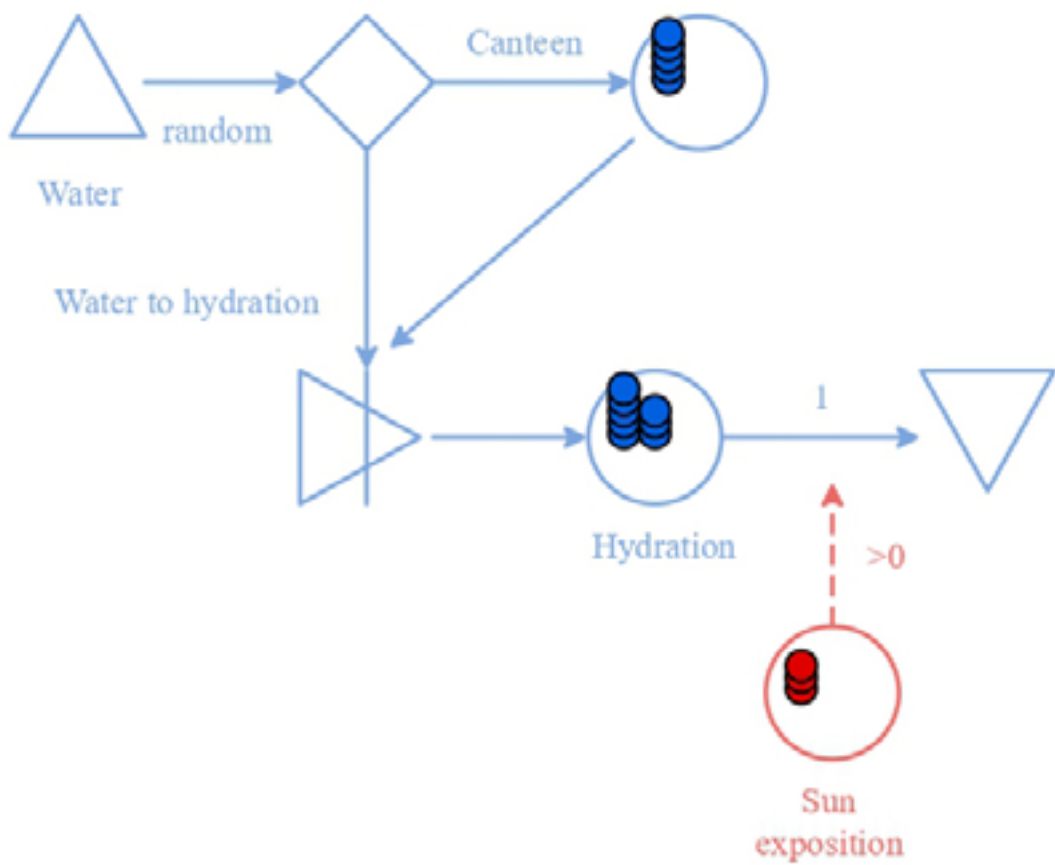 Canteen
random
Water
Water to hydration
1
Hydration
>0
Sun
exposition